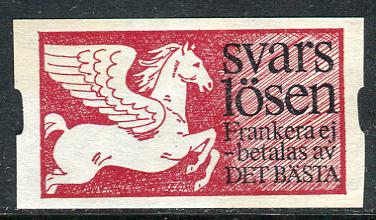 svars
lösen
Frankera ej
-betalas av
DET BÄSTA